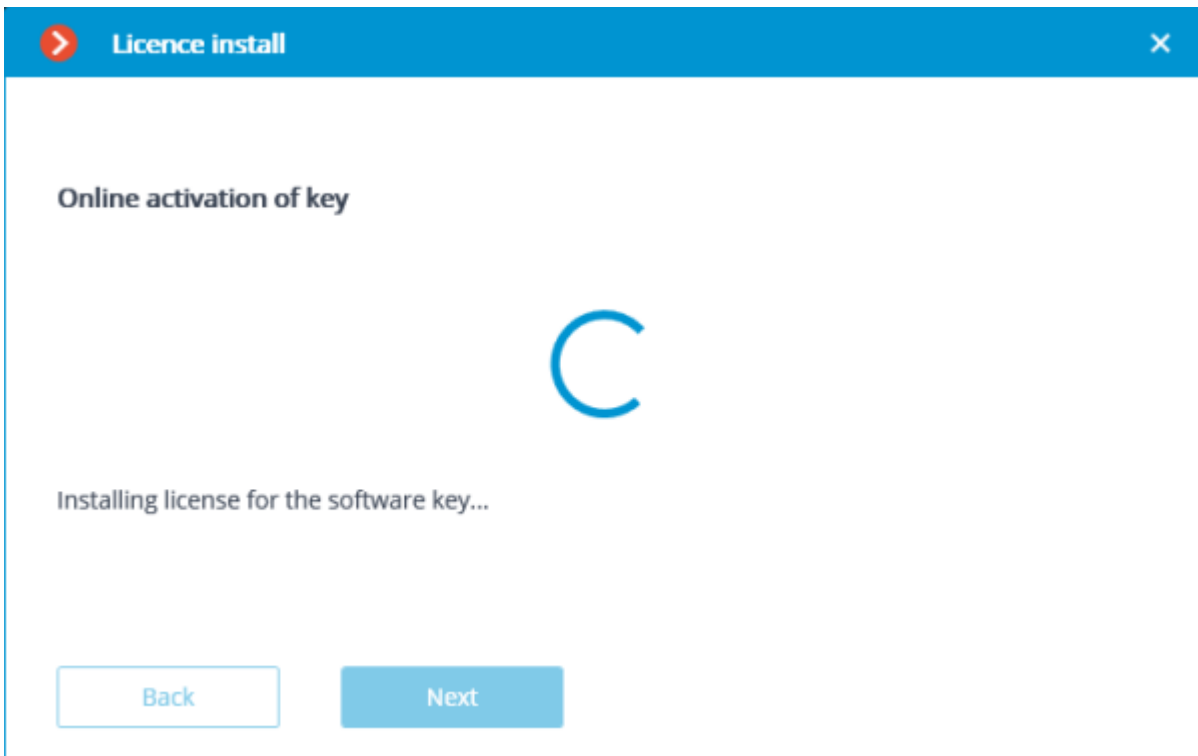 Licence install
Online activation of key
Installing license for the software key...
Back
Next